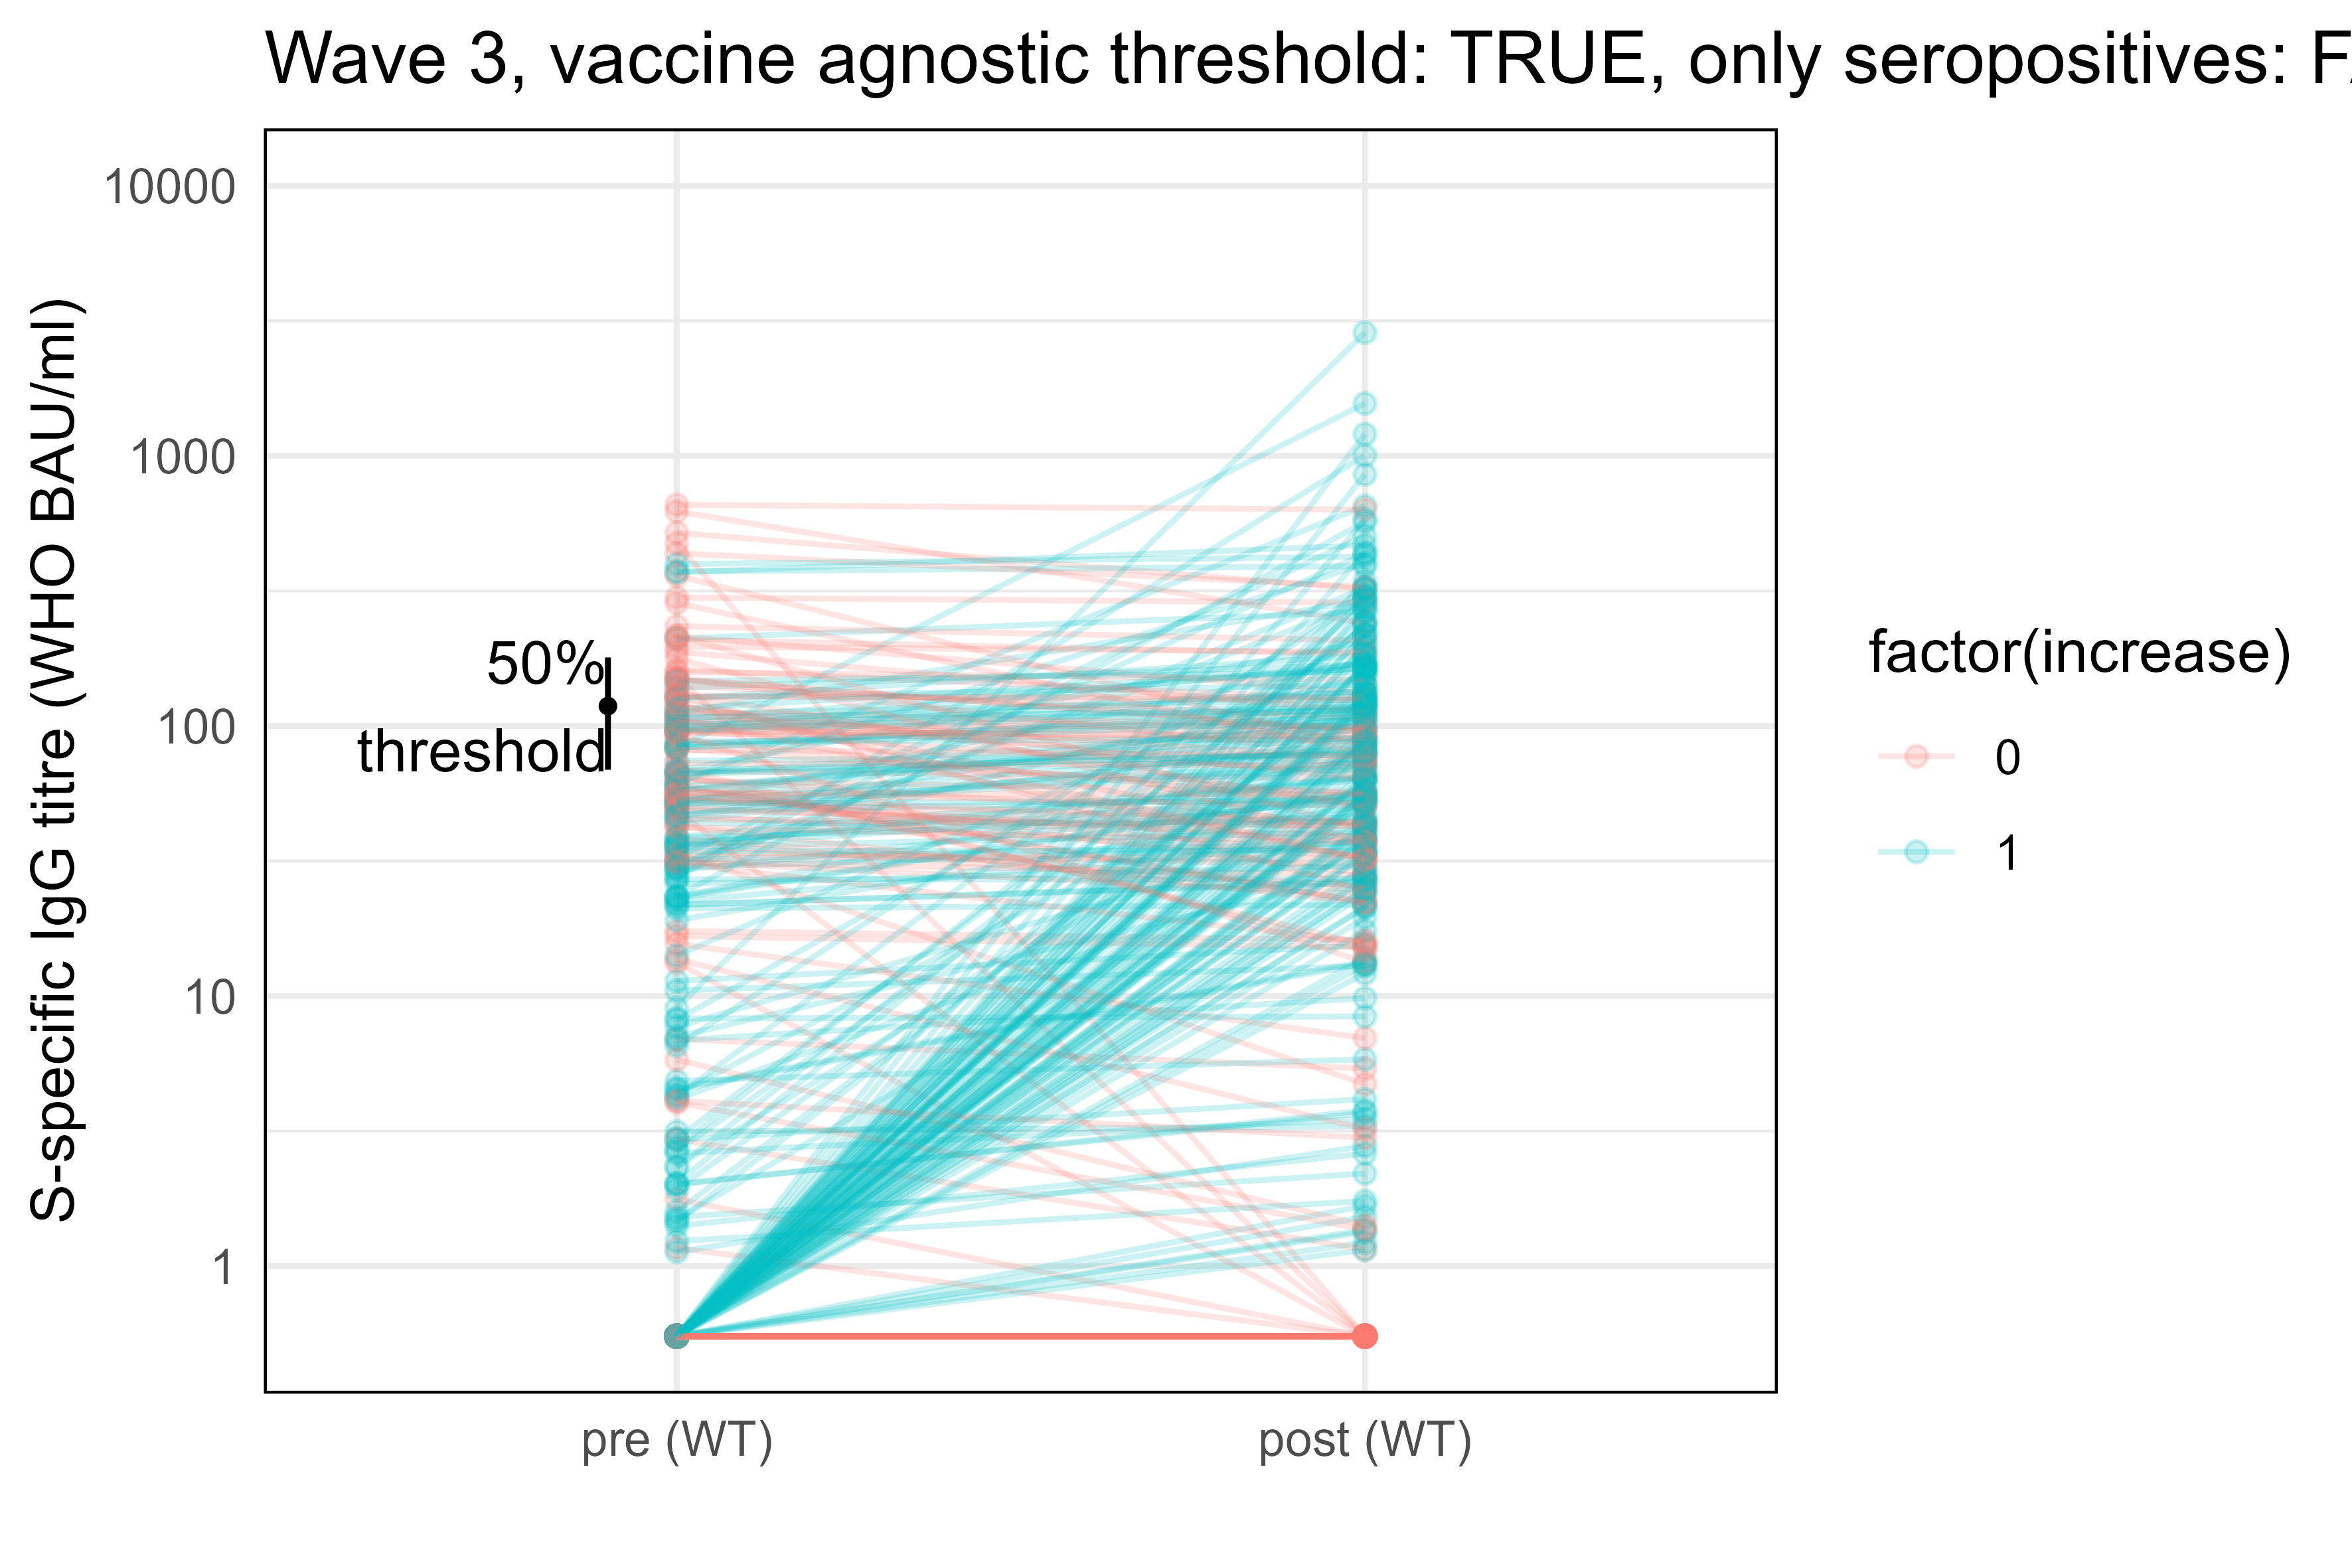 Wave 3, vaccine agnostic threshold: TRUE, only seropositives:
S-specific IgG titre (WHO BAU/ml)
10000
1000
100
10
1
50%
threshold
pre (WT)
post (WT)
factor(increase)
0
1